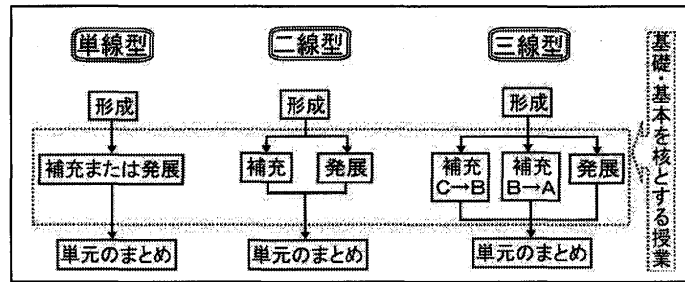 単線型
二線型
三線型
形成
形成
形成
補充または発展
補充
発展
補充
C→B
補充
B→A
発展
単元のまとめ
単元のまとめ
単元のまとめ
基礎・基本を核とする授業